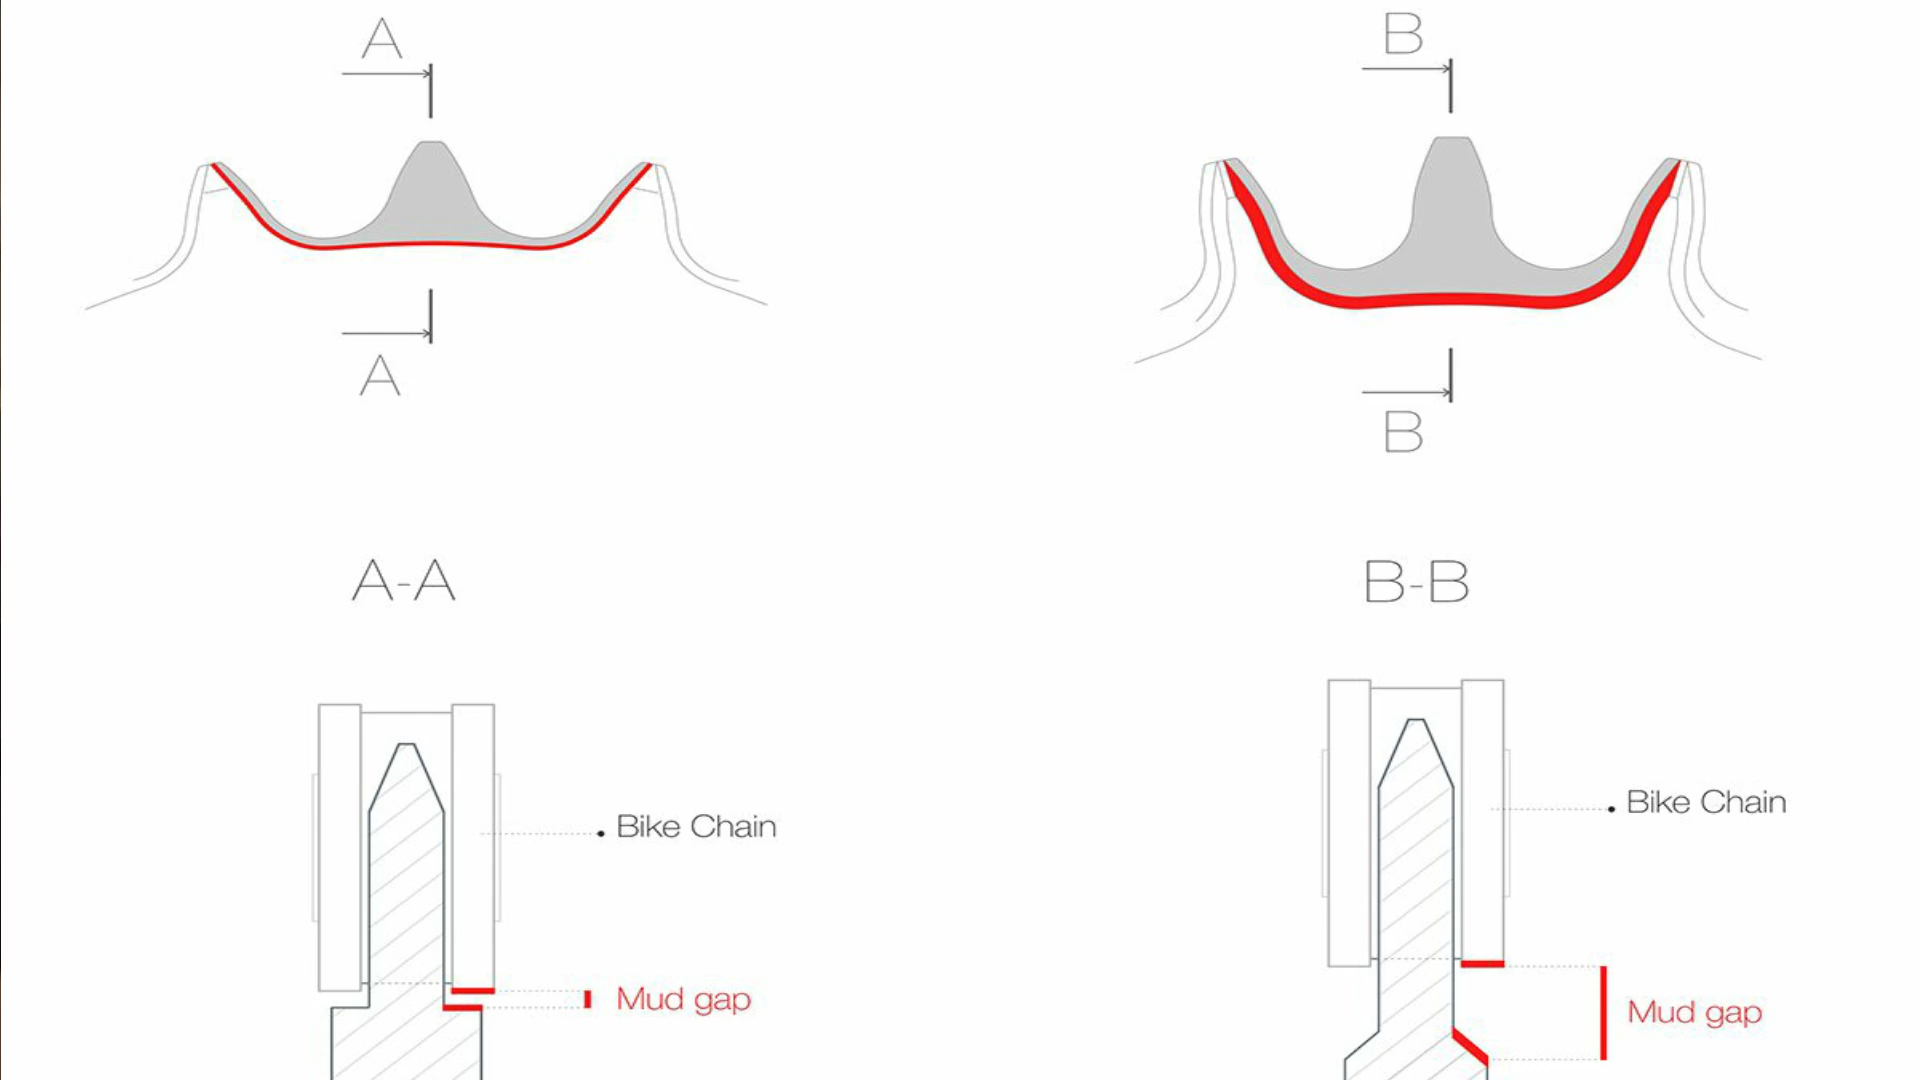 A
B
A
B
A-A
B-B
Bike Chain
Bike Chain
Mud gap
Mud gap